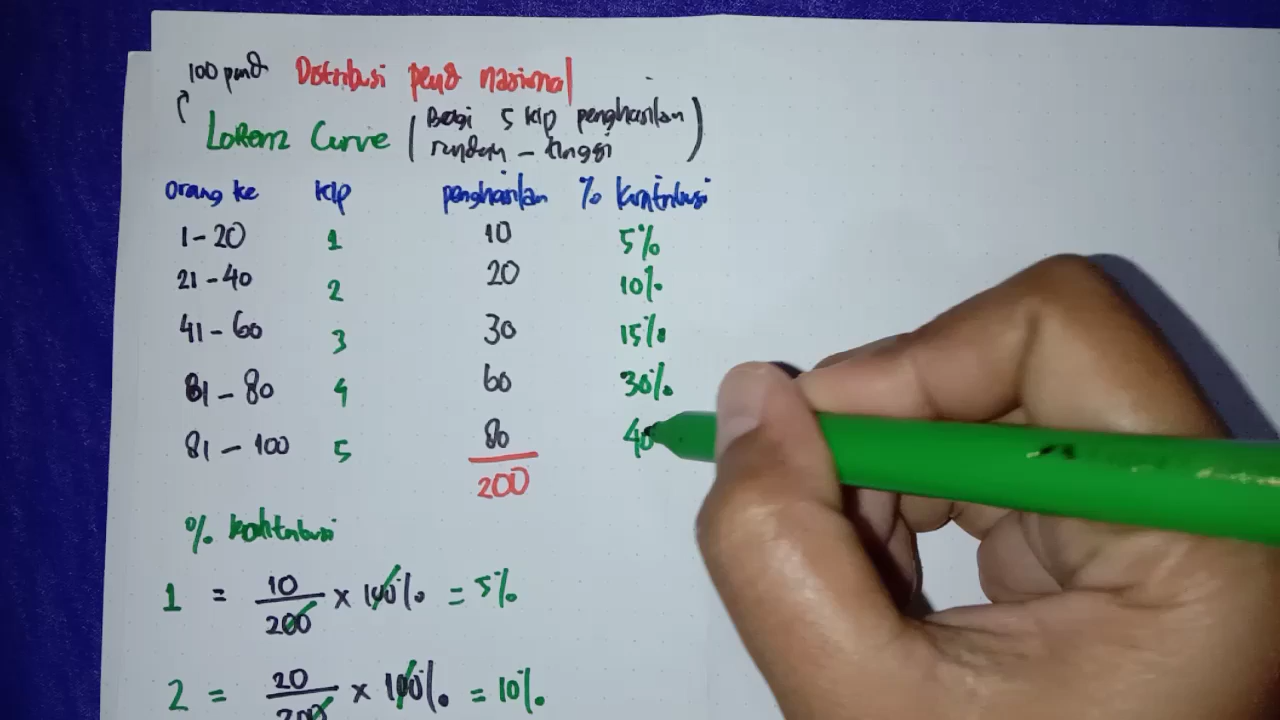 100 pend Distribusi pend nasional
Lorenz Curve ( Bagi 5 klp penghasilan
rendah - tinggi )
Orang ke klp penghasilan % Kontribusi
1-20 1 10 5%
21-40 2 20 10%
41-60 3 30 15%
81-80 4 60 30%
81-100 5 80 40
200
% kontribusi
1 = 10/200 x 100% = 5%
2 = 20/200 x 100% = 10%